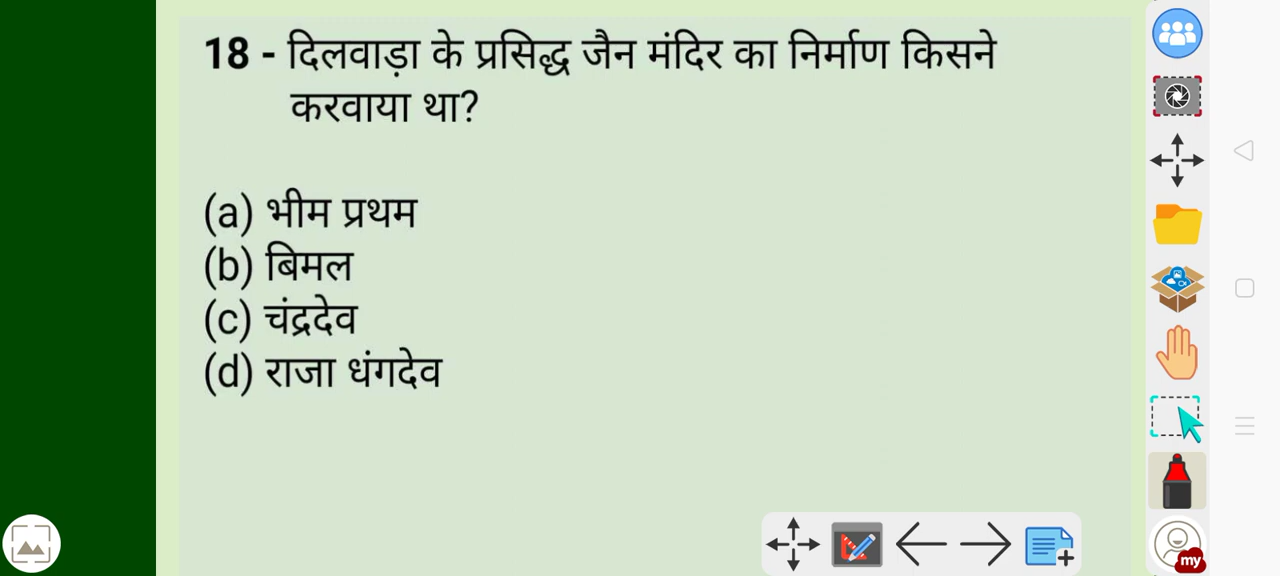 18 - दिलवाड़ा के प्रसिद्ध जैन मंदिर का निर्माण किसने
करवाया था?
(a) भीम प्रथम
(b) बिमल
(c) चंद्रदेव
(d) राजा धंगदेव
my